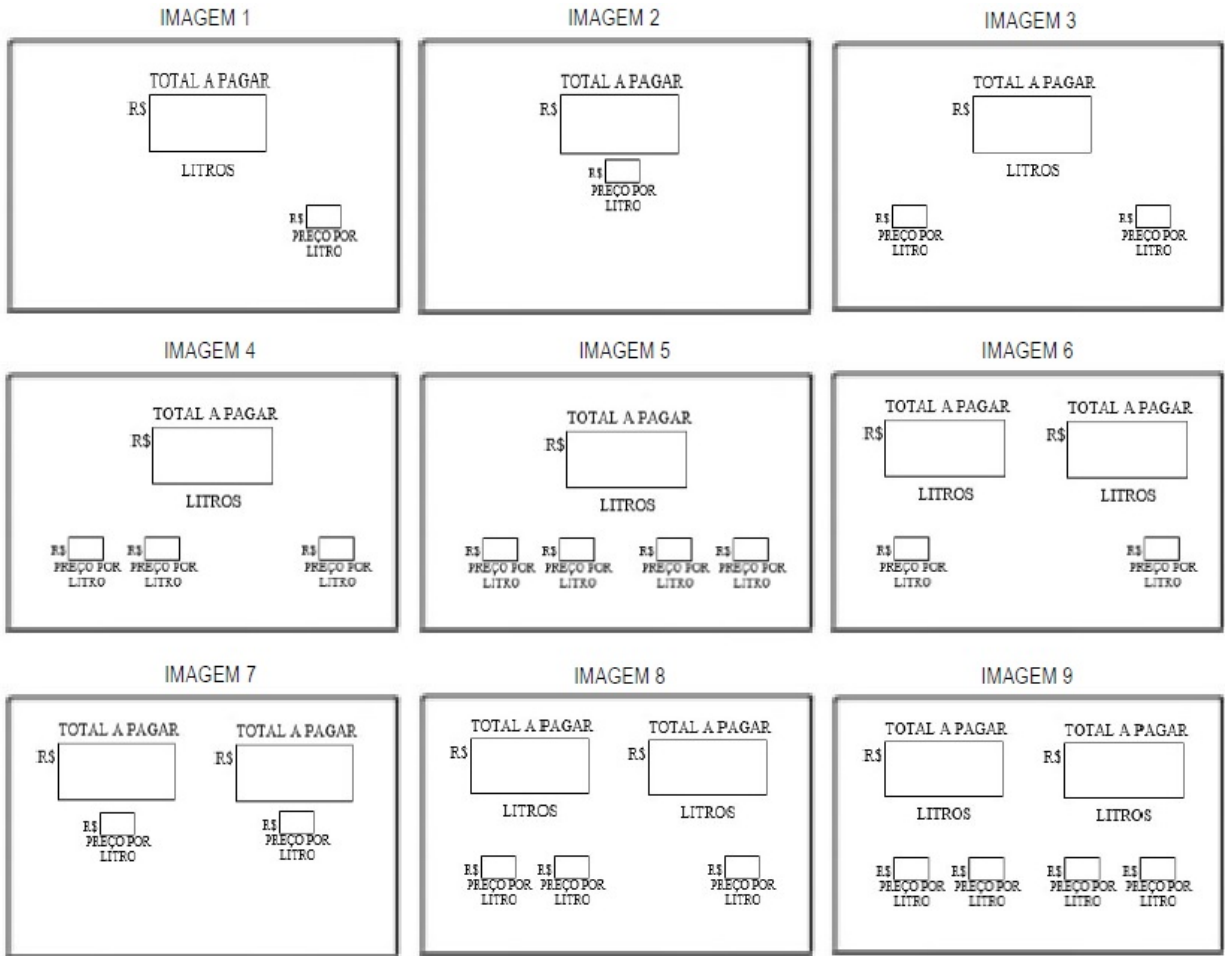 IMAGEM 1
TOTAL A PAGAR
R$
LITROS
R$
PREÇO POR
LITRO
IMAGEM 2
TOTAL A PAGAR
R$
R$
PREÇO POR
LITRO
IMAGEM 3
TOTAL A PAGAR
R$
LITROS
R$
PREÇO POR
LITRO
R$
PREÇO POR
LITRO
IMAGEM 4
TOTAL A PAGAR
R$
LITROS
R$
PREÇO POR
LITRO
R$
PREÇO POR
LITRO
R$
PREÇO POR
LITRO
IMAGEM 5
TOTAL A PAGAR
R$
LITROS
R$
PREÇO POR
LITRO
R$
PREÇO POR
LITRO
R$
PREÇO POR
LITRO
R$
PREÇO POR
LITRO
IMAGEM 6
TOTAL A PAGAR
R$
LITROS
TOTAL A PAGAR
R$
LITROS
R$
PREÇO POR
LITRO
R$
PREÇO POR
LITRO
IMAGEM 7
TOTAL A PAGAR
R$
TOTAL A PAGAR
R$
R$
PREÇO POR
LITRO
R$
PREÇO POR
LITRO
IMAGEM 8
TOTAL A PAGAR
R$
LITROS
TOTAL A PAGAR
R$
LITROS
R$
PREÇO POR
LITRO
R$
PREÇO POR
LITRO
R$
PREÇO POR
LITRO
IMAGEM 9
TOTAL A PAGAR
R$
LITROS
TOTAL A PAGAR
R$
LITROS
R$
PREÇO POR
LITRO
R$
PREÇO POR
LITRO
R$
PREÇO POR
LITRO
R$
PREÇO POR
LITRO